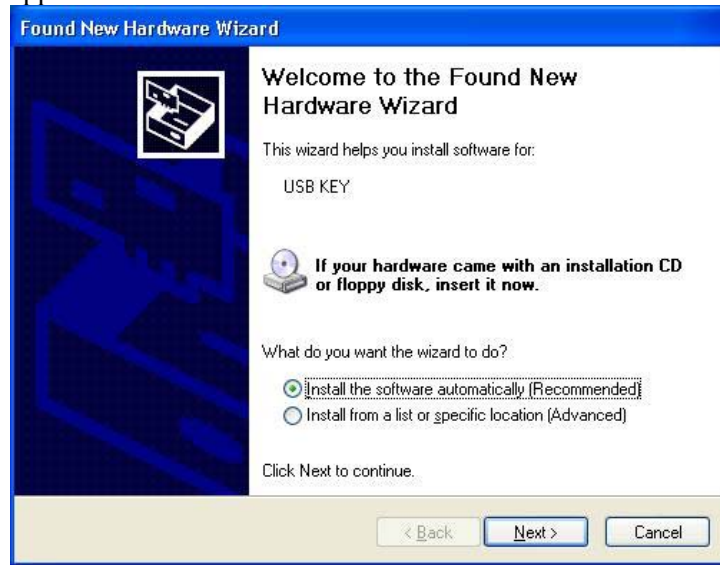 Found New Hardware Wizard
Welcome to the Found New
Hardware Wizard
This wizard helps you install software for:
USB KEY
If your hardware came with an installation CD
or floppy disk, insert it now.
What do you want the wizard to do?
Install the software automatically (Recommended)
Install from a list or specific location (Advanced)
Click Next to continue.
< Back Next > Cancel